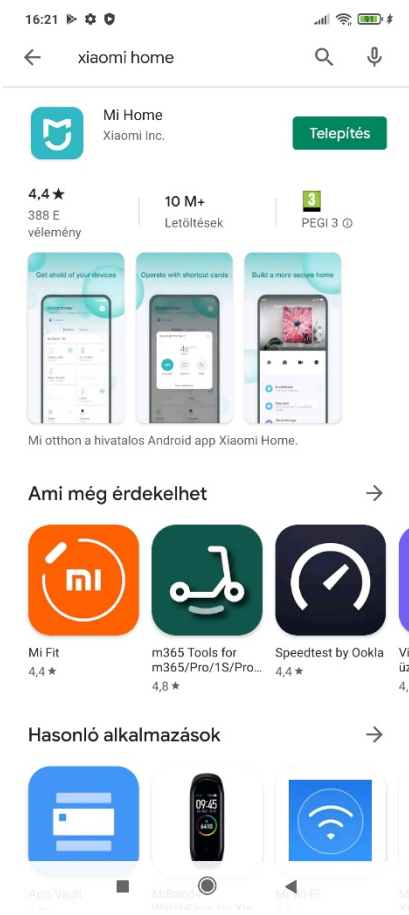 16:21
91
xiaomi home
Mi Home
Xiaomi Inc.
Telepítés
4,4★
388 E
vélemény
10 M+
Letöltések
3
PEGI 3
Get ahold of your devices
Operate with shortcut cards
Build a more secure home
Mi otthon a hivatalos Android app Xiaomi Home.
Ami még érdekelhet
Mi Fit
4,4★
m365 Tools for
m365/Pro/1S/Pro...
4,8★
Speedtest by Ookla
4,4★
Hasonló alkalmazások
09:45
6410
App Vault
Mi Wi-Fi